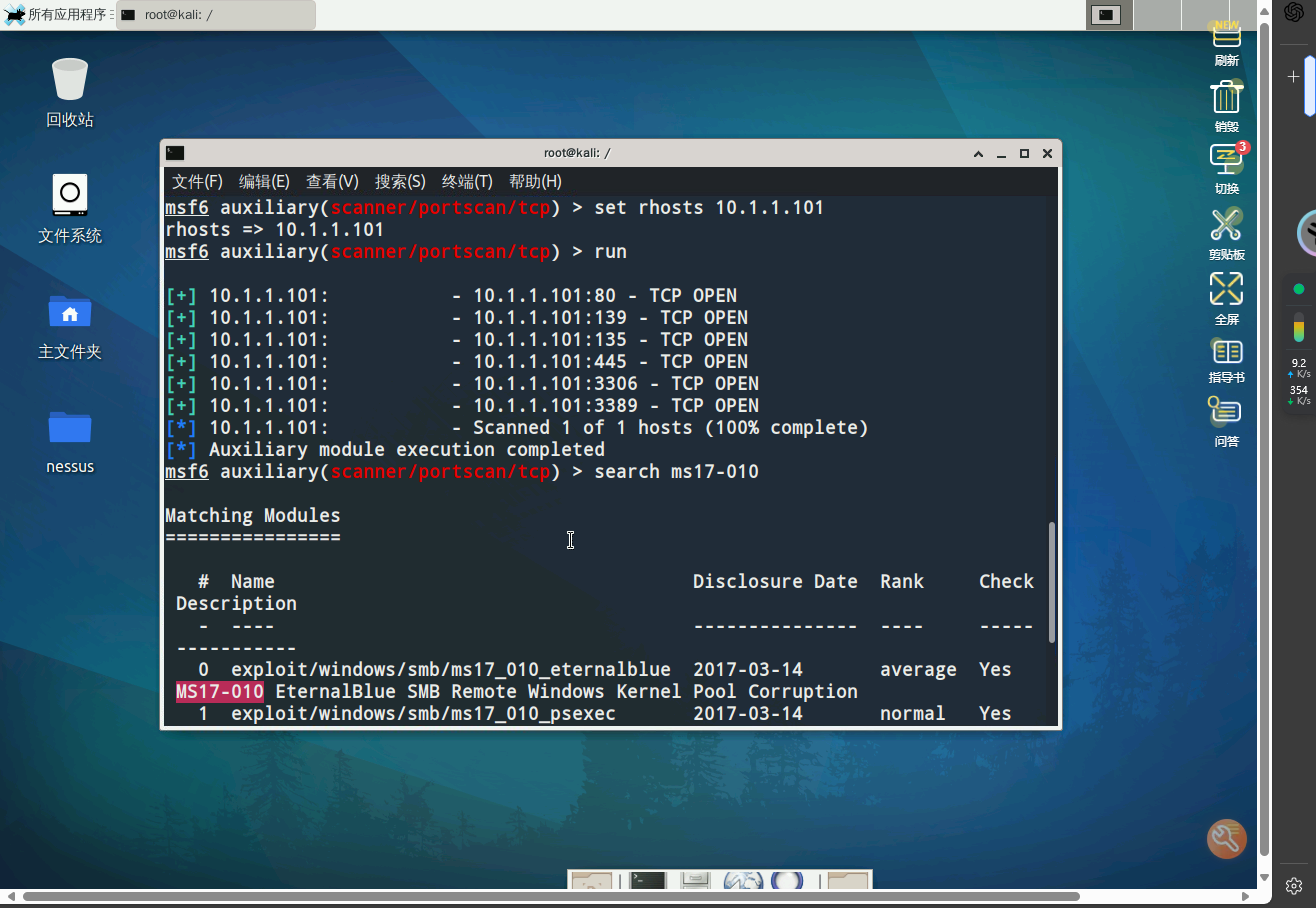 所有应用程序
root@kali: /
回收站
文件系统
主文件夹
nessus
root@kali: /
文件(F) 编辑(E) 查看(V) 搜索(S) 终端(T) 帮助(H)
msf6 auxiliary(scanner/portscan/tcp) > set rhosts 10.1.1.101
rhosts => 10.1.1.101
msf6 auxiliary(scanner/portscan/tcp) > run
[+] 10.1.1.101: - 10.1.1.101:80 - TCP OPEN
[+] 10.1.1.101: - 10.1.1.101:139 - TCP OPEN
[+] 10.1.1.101: - 10.1.1.101:135 - TCP OPEN
[+] 10.1.1.101: - 10.1.1.101:445 - TCP OPEN
[+] 10.1.1.101: - 10.1.1.101:3306 - TCP OPEN
[+] 10.1.1.101: - 10.1.1.101:3389 - TCP OPEN
[*] 10.1.1.101: - Scanned 1 of 1 hosts (100% complete)
[*] Auxiliary module execution completed
msf6 auxiliary(scanner/portscan/tcp) > search ms17-010
Matching Modules
================
# Name Disclosure Date Rank Check
Description
- ---- --------------- ---- -----
-----------
0 exploit/windows/smb/ms17_010_eternalblue 2017-03-14 average Yes
MS17-010 EternalBlue SMB Remote Windows Kernel Pool Corruption
1 exploit/windows/smb/ms17_010_psexec 2017-03-14 normal Yes
NEW
刷新
销毁
3
切换
剪贴板
全屏
指导书
问答
9.2
K/s
354
K/s